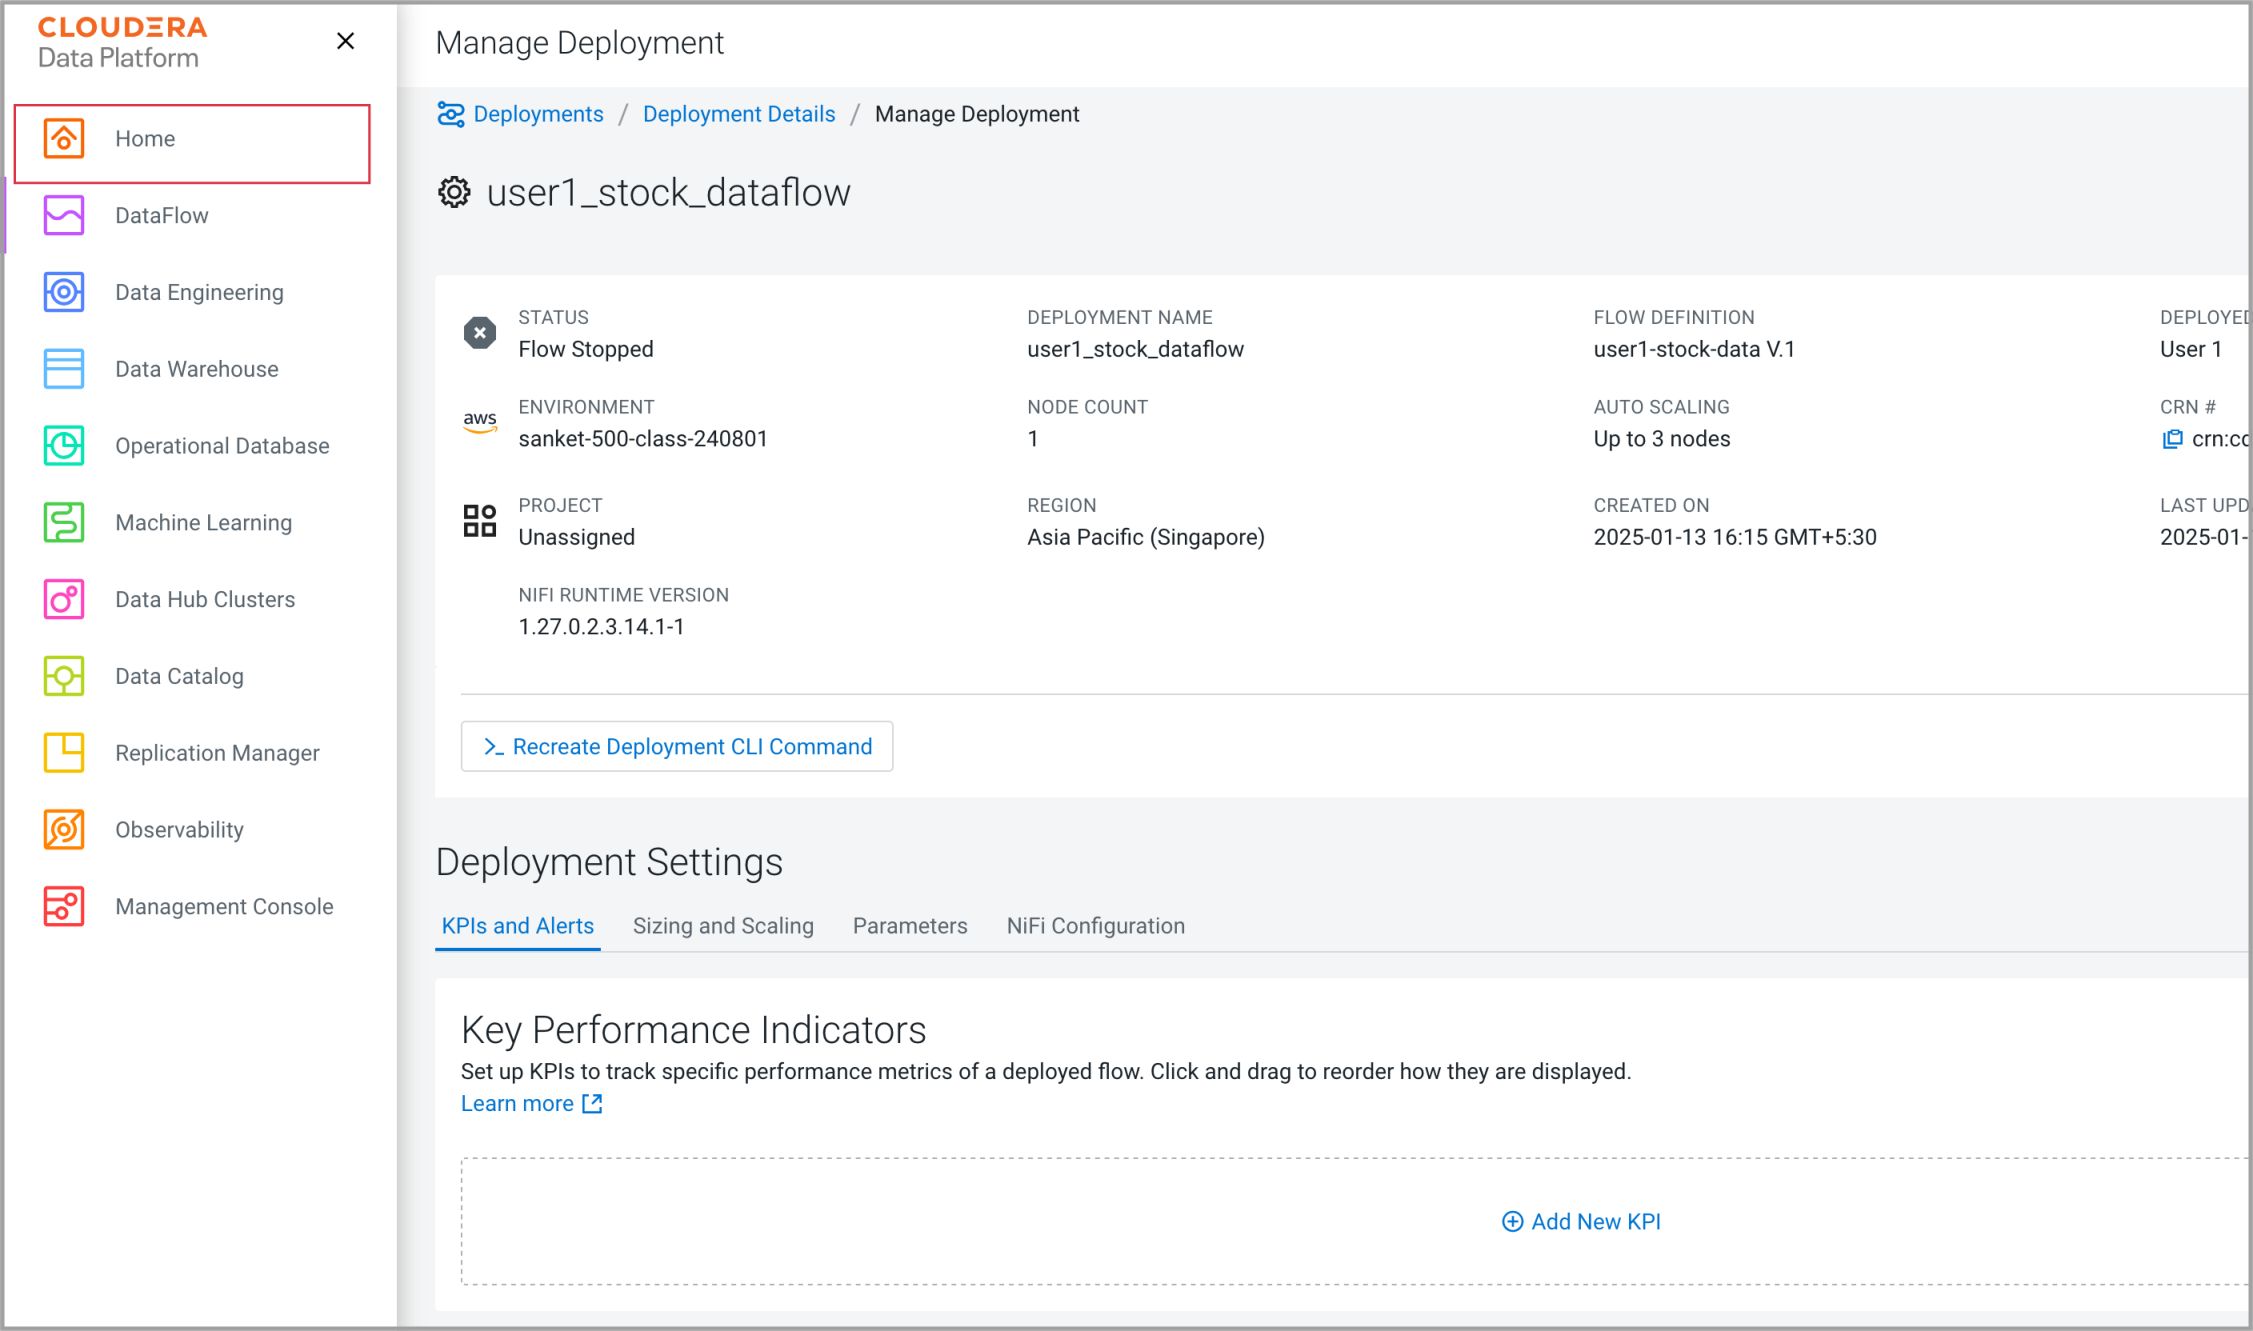 CLOUDERA
Data Platform
Home
DataFlow
Data Engineering
Data Warehouse
Operational Database
Machine Learning
Data Hub Clusters
Data Catalog
Replication Manager
Observability
Management Console
Manage Deployment
Deployments / Deployment Details / Manage Deployment
user1_stock_dataflow
STATUS
Flow Stopped
DEPLOYMENT NAME
user1_stock_dataflow
FLOW DEFINITION
user1-stock-data V.1
DEPLOYED
User 1
aws
ENVIRONMENT
sanket-500-class-240801
NODE COUNT
1
AUTO SCALING
Up to 3 nodes
CRN #
crn:cd
PROJECT
Unassigned
REGION
Asia Pacific (Singapore)
CREATED ON
2025-01-13 16:15 GMT+5:30
LAST UPD
2025-01-
NIFI RUNTIME VERSION
1.27.0.2.3.14.1-1
>_ Recreate Deployment CLI Command
Deployment Settings
KPIs and Alerts Sizing and Scaling Parameters NiFi Configuration
Key Performance Indicators
Set up KPIs to track specific performance metrics of a deployed flow. Click and drag to reorder how they are displayed.
Learn more
Add New KPI